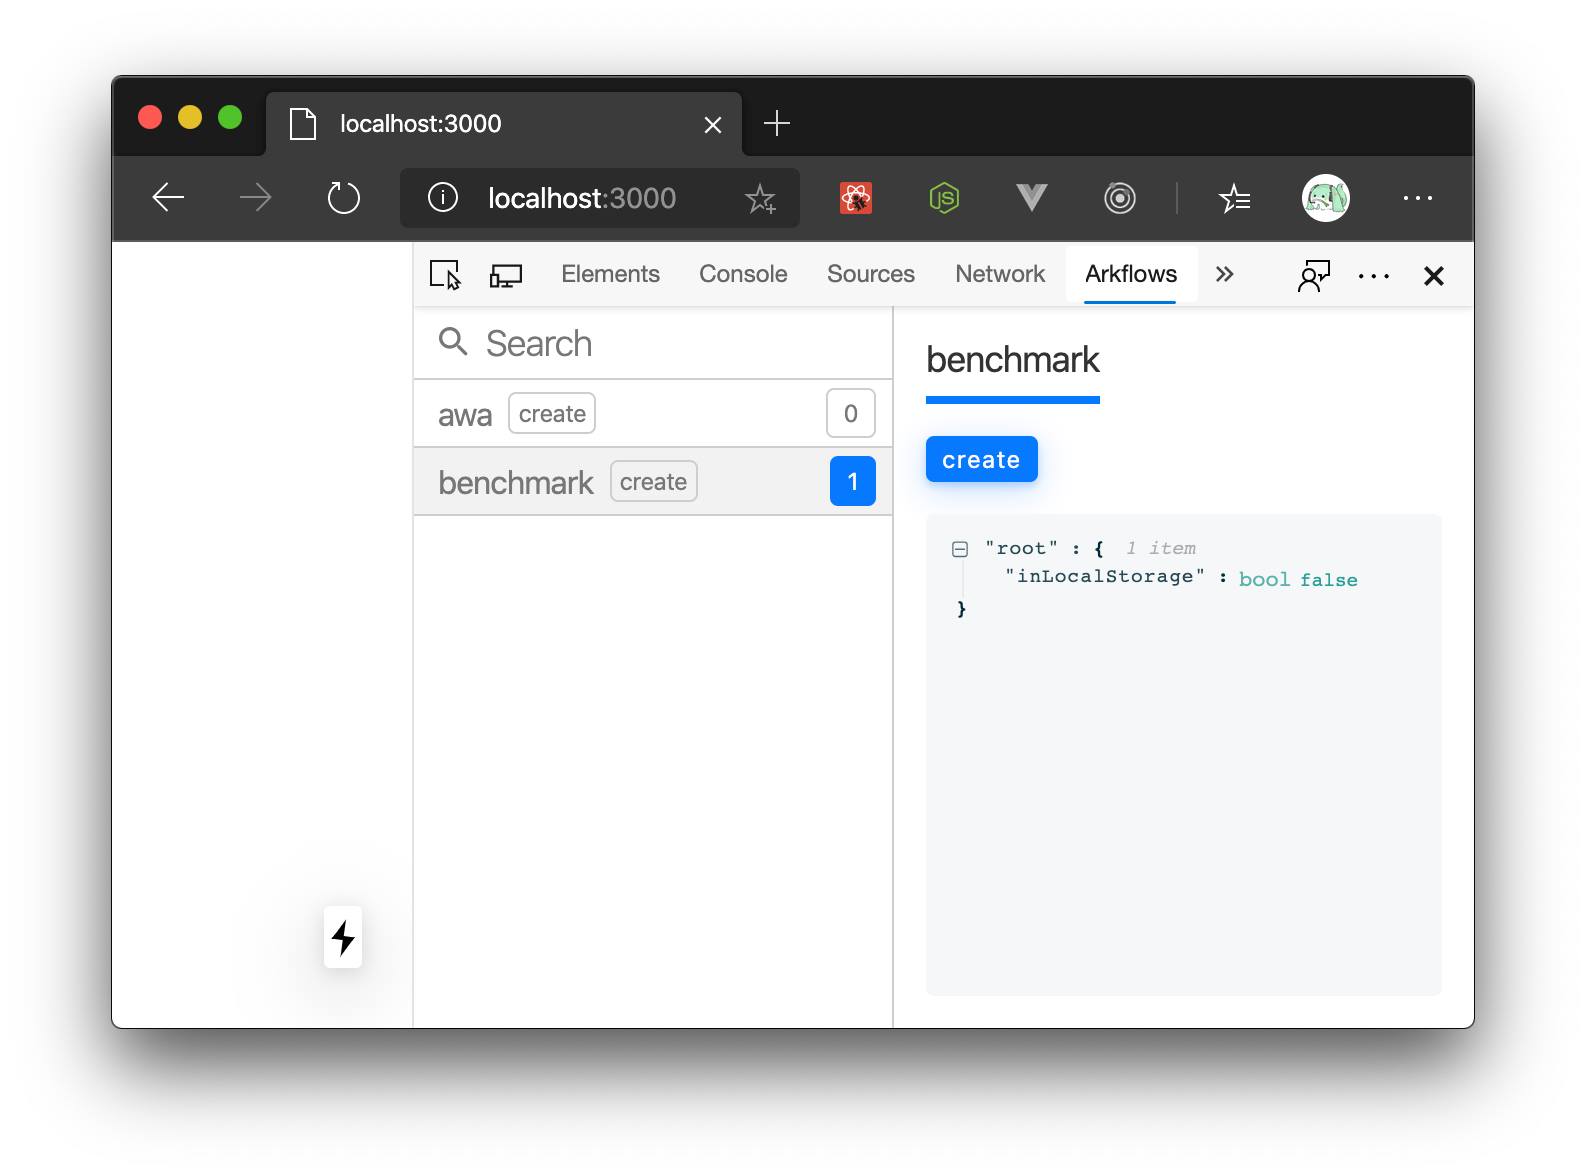 localhost:3000
localhost:3000
JS
Elements Console Sources Network Arkflows
Search
awa create 0
benchmark create 1
benchmark
create
"root" : { 1 item
"inLocalStorage" : bool false
}